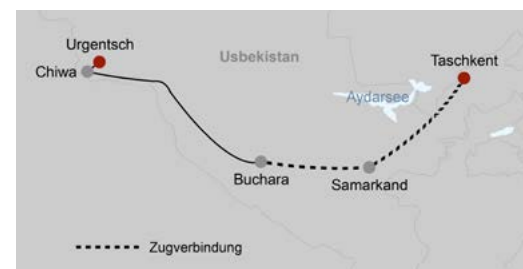 Urgentsch
Usbekistan
Taschkent
Chiwa
Aydarsee
Buchara
Samarkand
Zugverbindung